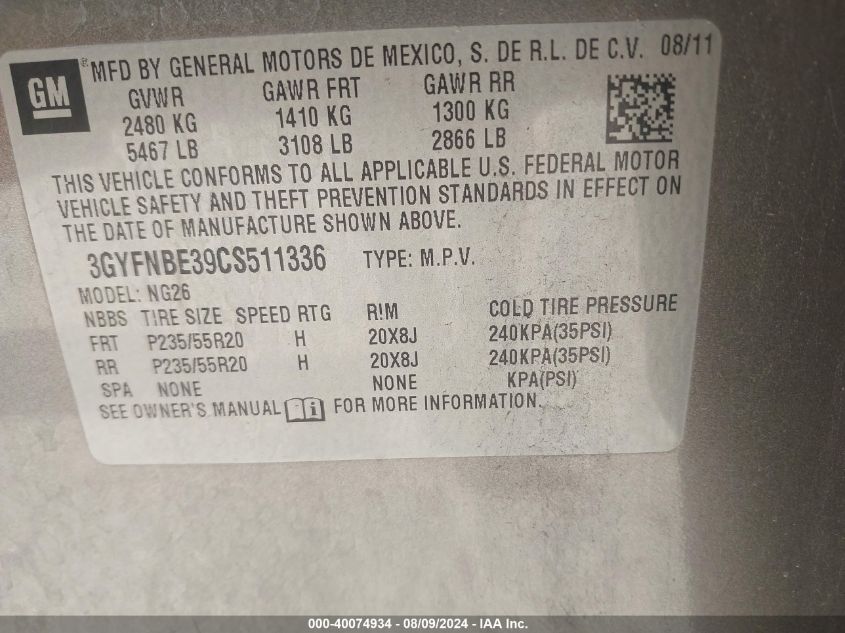 GM® MFD BY GENERAL MOTORS DE MEXICO, S. DE R.L. DE C.V. 08/11
GVWR GAWR FRT GAWR RR
2480 KG 1410 KG 1300 KG
5467 LB 3108 LB 2866 LB
THIS VEHICLE CONFORMS TO ALL APPLICABLE U.S. FEDERAL MOTOR
VEHICLE SAFETY AND THEFT PREVENTION STANDARDS IN EFFECT ON
THE DATE OF MANUFACTURE SHOWN ABOVE.
3GYFNBE39CS511336 TYPE: M.P.V.
MODEL: NG26
NBBS TIRE SIZE SPEED RTG RIM COLD TIRE PRESSURE
FRT P235/55R20 H 20X8J 240KPA(35PSI)
RR P235/55R20 H 20X8J 240KPA(35PSI)
SPA NONE NONE KPA(PSI)
SEE OWNER'S MANUAL i FOR MORE INFORMATION.
000-40074934 - 08/09/2024 - IAA Inc.